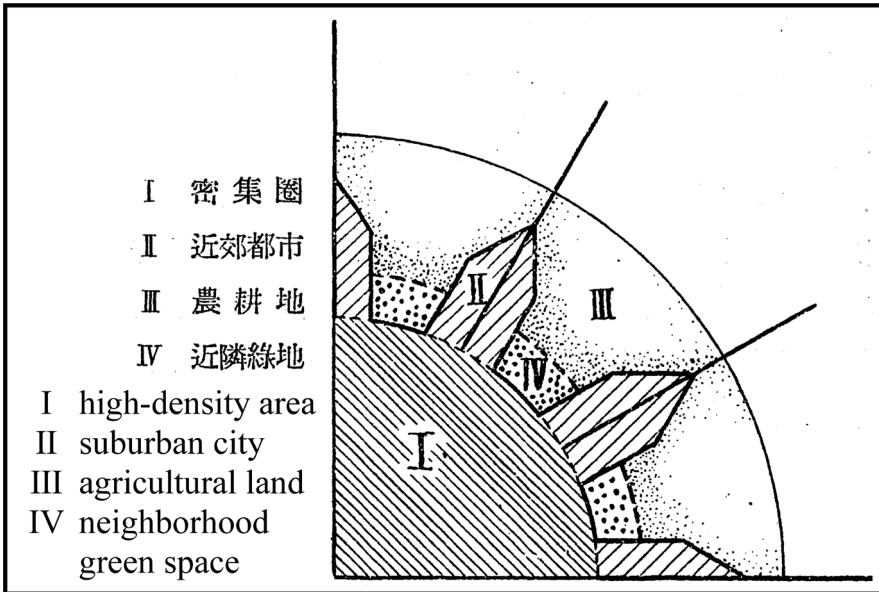 I 密集圏
II 近郊都市
III 農耕地
IV 近隣綠地
I high-density area
II suburban city
III agricultural land
IV neighborhood
green space
I
II
III
IV